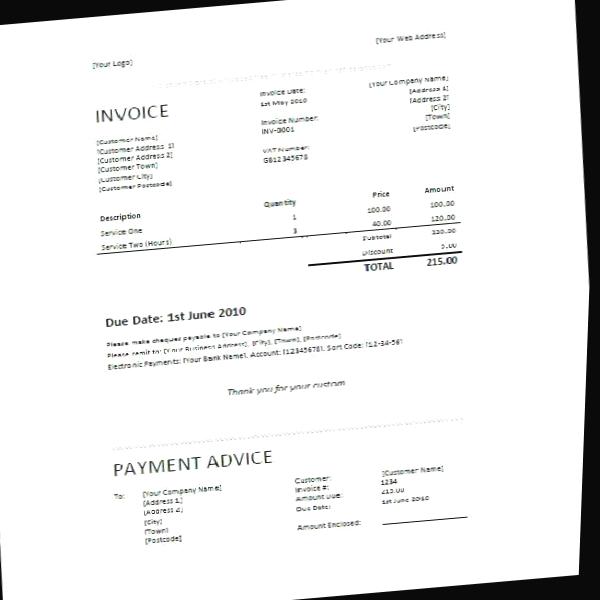 [Your Logo]
[Your Web Address]
INVOICE
Invoice Date:
1st May 2010
Invoice Number:
INV-0001
VAT Number:
GB12345678
[Your Company Name]
[Address 1]
[Address 2]
[City]
[Town]
[Postcode]
[Customer Name]
[Customer Address 1]
[Customer Address 2]
[Customer Town]
[Customer City]
[Customer Postcode]
Description Quantity Price Amount
Service One 1 100.00 100.00
Service Two (Hours) 3 40.00 120.00
Subtotal 220.00
Discount 5.00
TOTAL 215.00
Due Date: 1st June 2010
Please make cheques payable to [Your Company Name]
Please remit to: [Your Business Address], [City], [Town], [Postcode]
Electronic Payments: [Your Bank Name], Account: [12345678], Sort Code: [12-34-56]
Thank you for your custom
PAYMENT ADVICE
To: [Your Company Name]
[Address 1]
[Address 2]
[City]
[Town]
[Postcode]
Customer: [Customer Name]
Invoice #: 1234
Amount Due: 215.00
Due Date: 1st June 2010
Amount Enclosed: